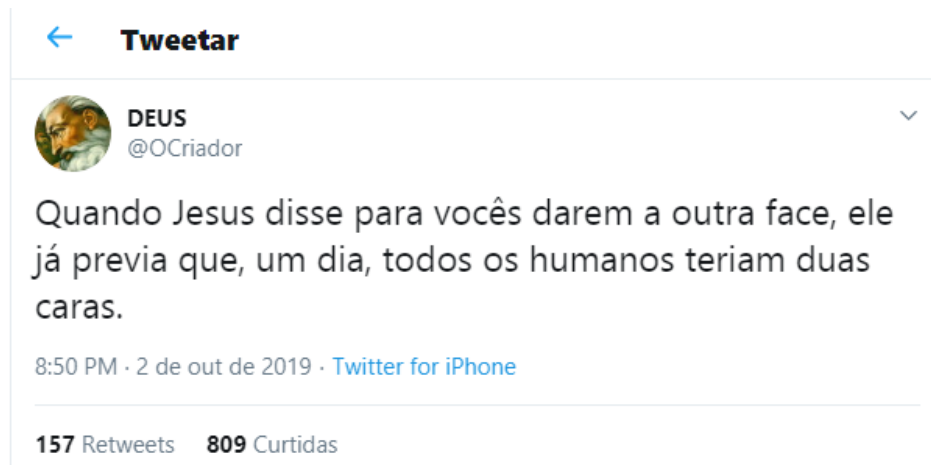 Tweetar
DEUS
@OCriador
Quando Jesus disse para vocês darem a outra face, ele
já previa que, um dia, todos os humanos teriam duas
caras.
8:50 PM · 2 de out de 2019 · Twitter for iPhone
157 Retweets 809 Curtidas